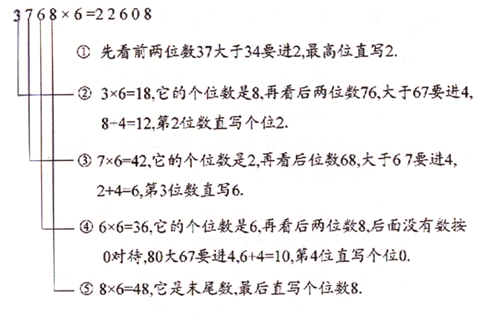 3768×6=22608
① 先看前两位数37大于34要进2,最高位直写2.
② 3×6=18,它的个位数是8,再看后两位数76,大于67要进4,
8+4=12,第2位数直写个位2.
③ 7×6=42,它的个位数是2,再看后位数68,大于6 7要进4,
2+4=6,第3位数直写6.
④ 6×6=36,它的个位数是6,再看后两位数8,后面没有数按
0对待,80大67要进4,6+4=10,第4位直写个位0.
⑤ 8×6=48,它是末尾数,最后直写个位数8.